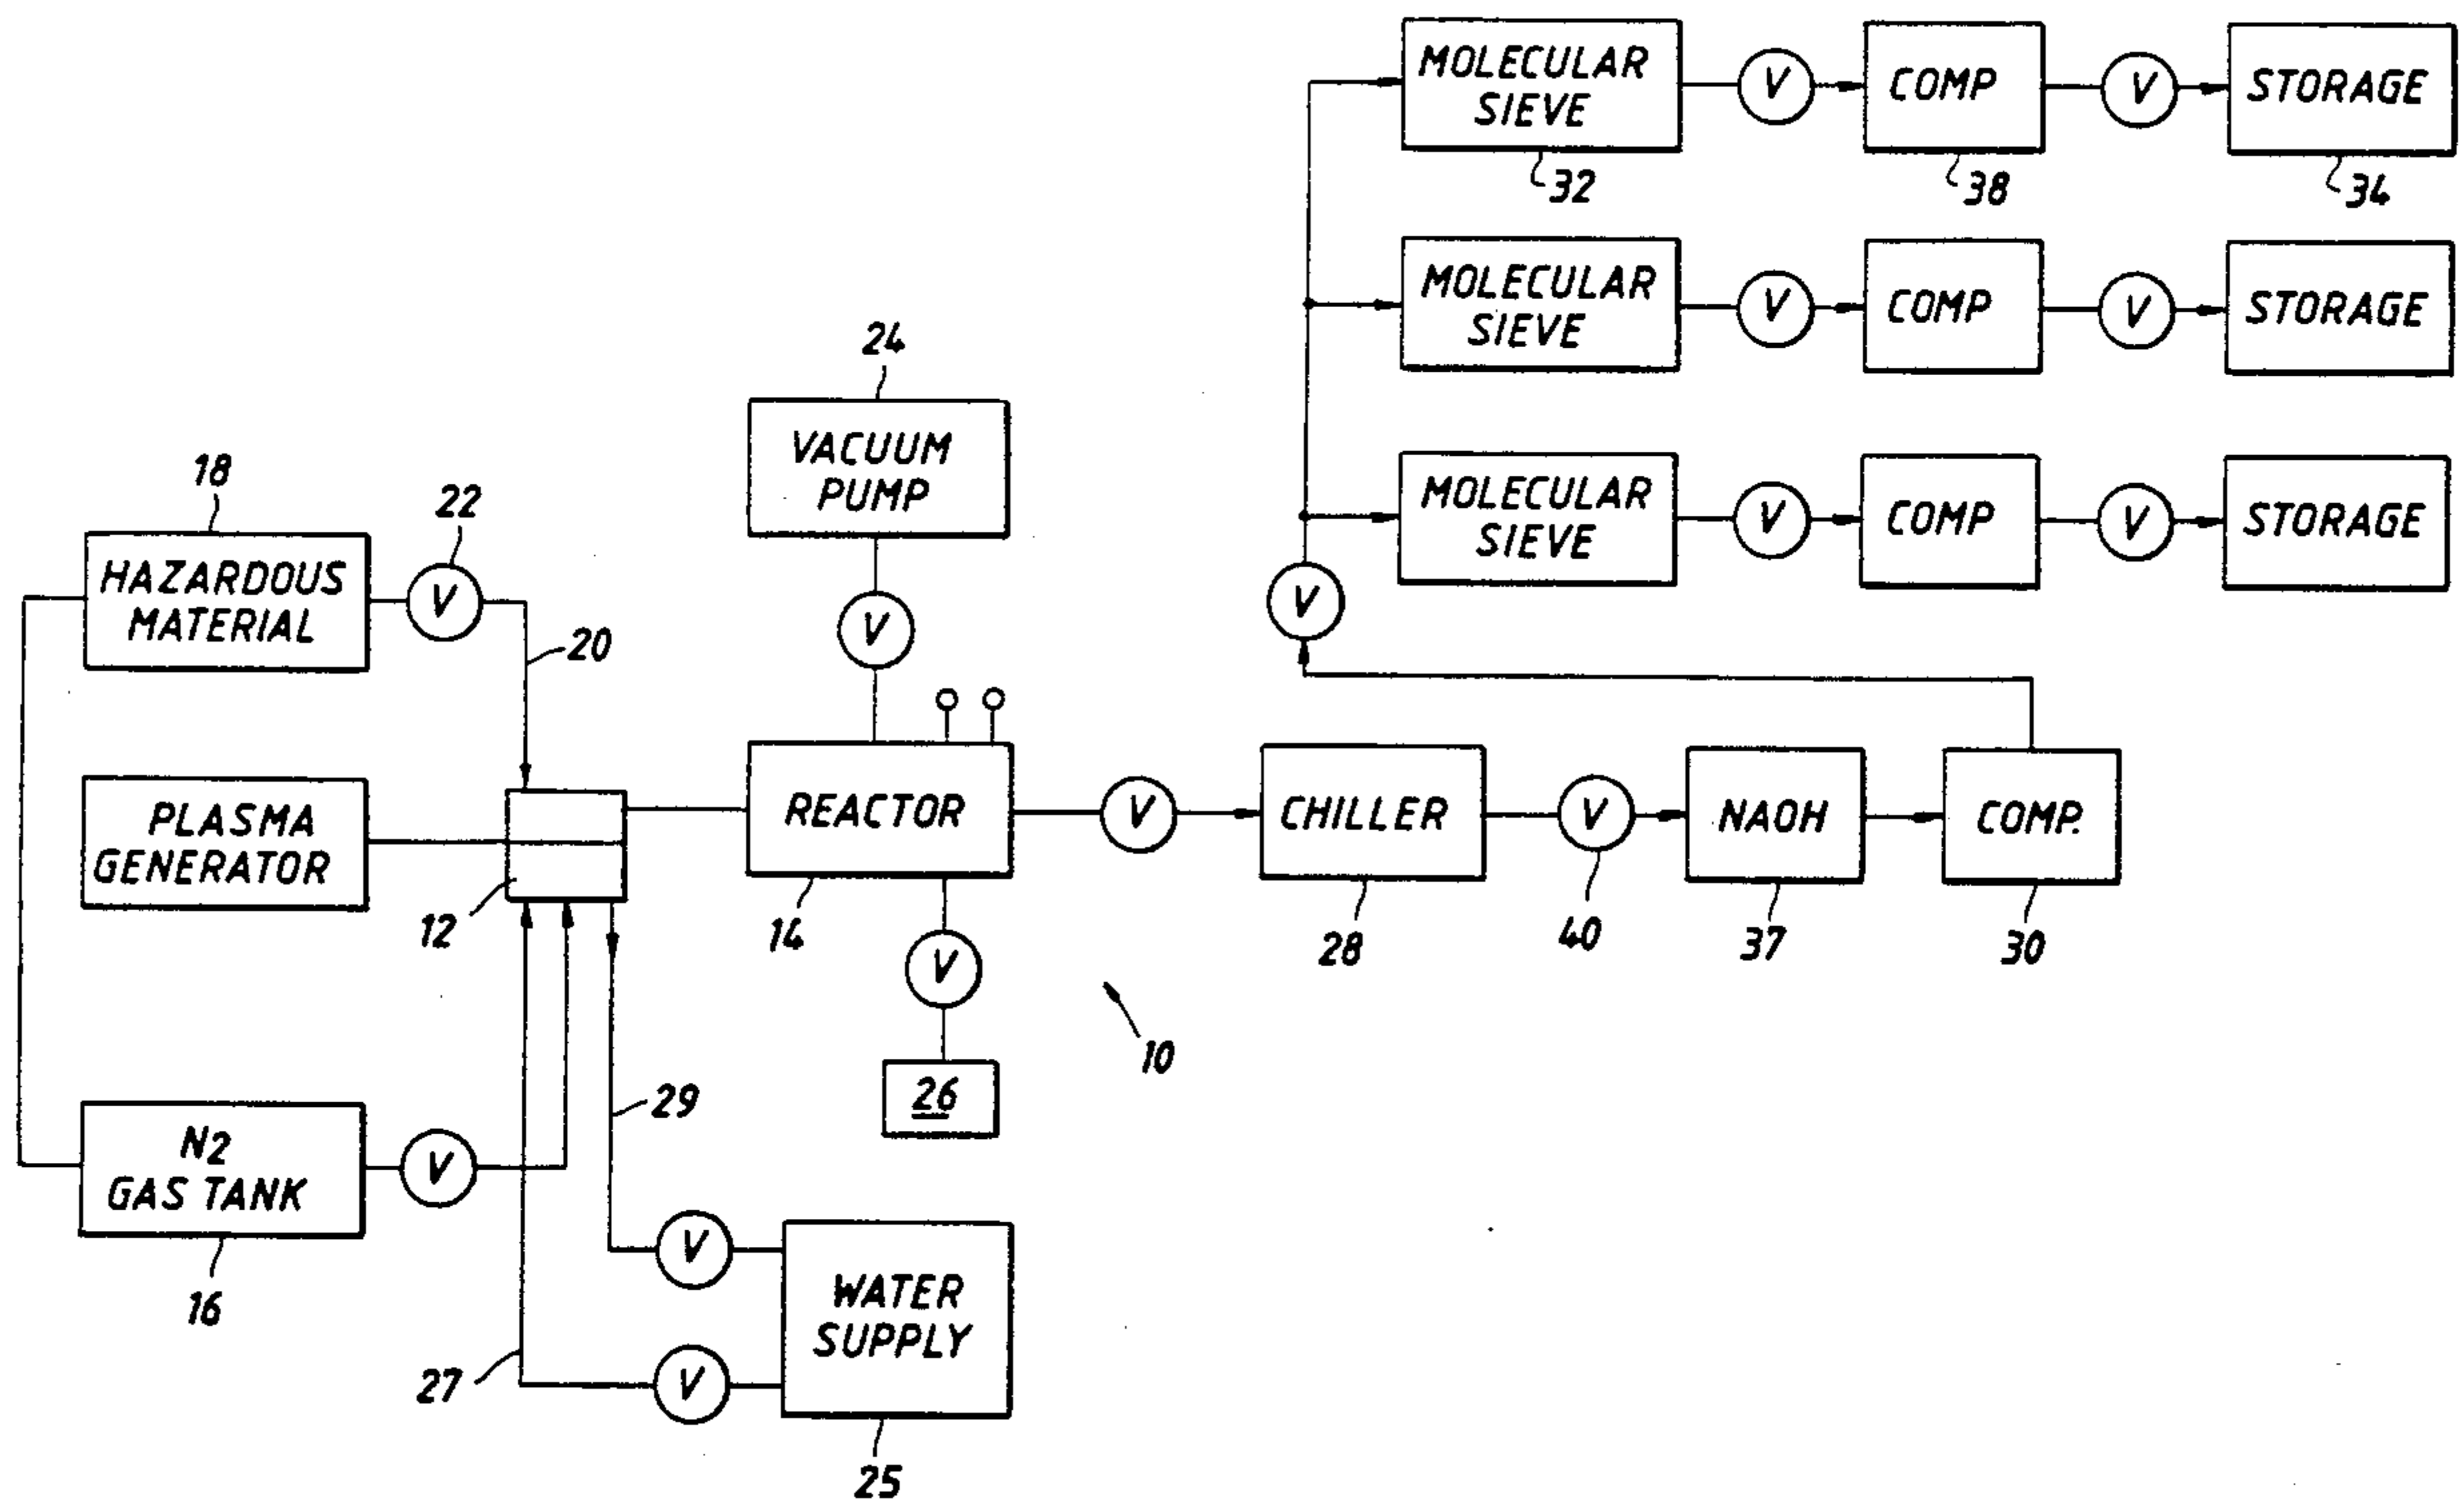 MOLECULAR
SIEVE
V
COMP
V
STORAGE
32
38
34
MOLECULAR
SIEVE
V
COMP
V
STORAGE
MOLECULAR
SIEVE
V
COMP
V
STORAGE
24
VACUUM
PUMP
V
18
22
HAZARDOUS
MATERIAL
V
20
V
PLASMA
GENERATOR
12
REACTOR
14
V
CHILLER
28
V
40
NAOH
37
COMP.
30
V
26
10
29
N2
GAS TANK
V
16
V
WATER
SUPPLY
27
V
25